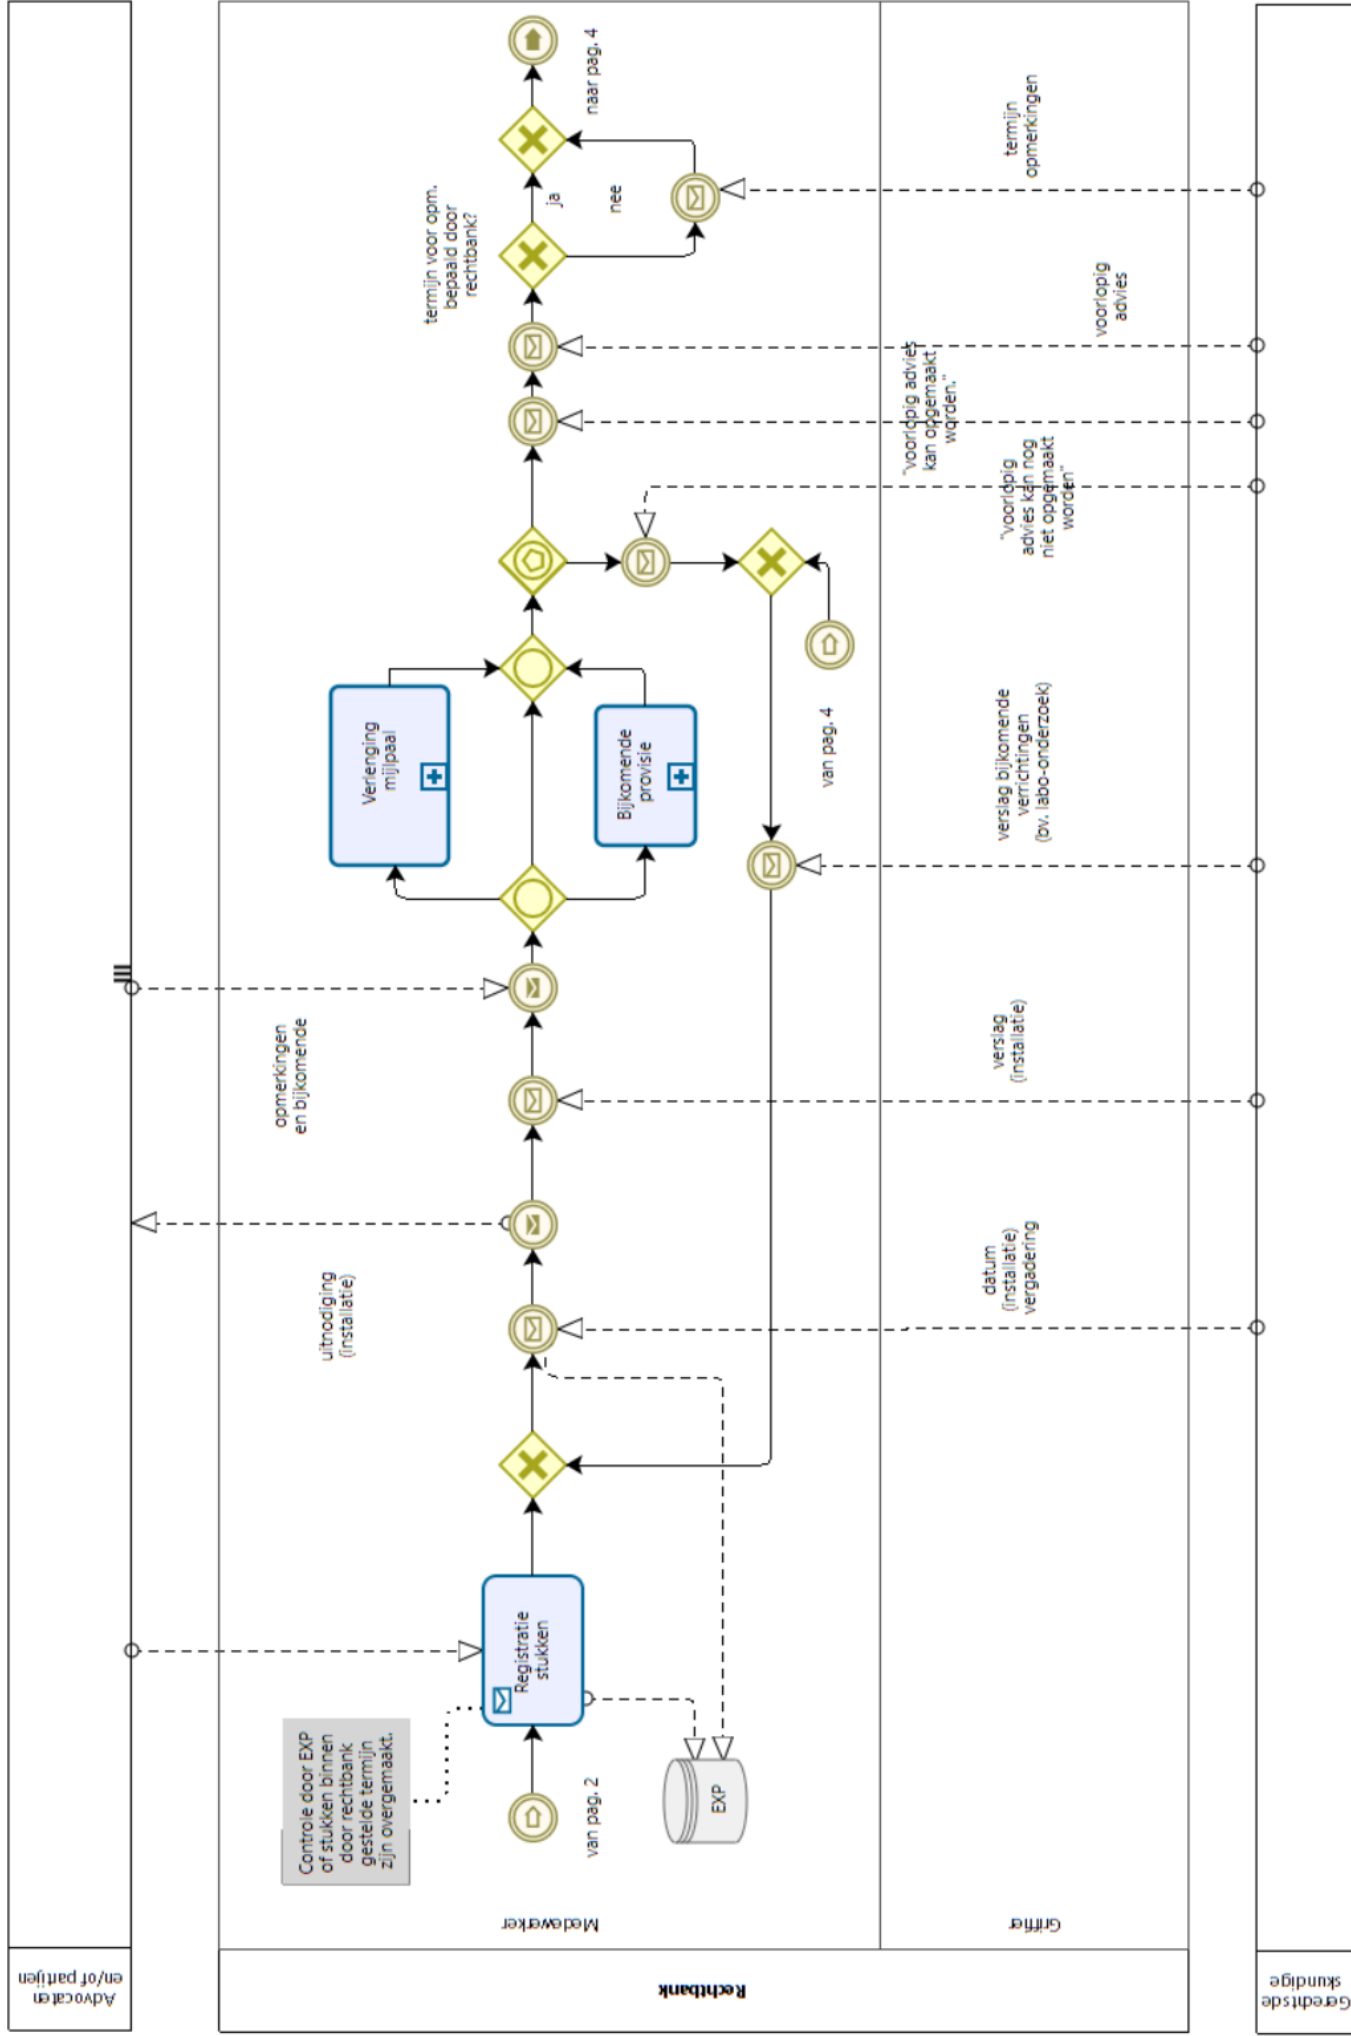 Advocaten
en/of partijen
Rechtbank
Medewerker
Griffier
Gerechtsde
skundige
Controle door EXP
of stukken binnen
door rechtbank
gestelde termijn
zijn overgemaakt.
van pag. 2
Registratie
stukken
EXP
uitnodiging
(installatie)
datum
(installatie)
vergadering
opmerkingen
en bijkomende
verslag
(installatie)
Verlenging
mijlpaal
Bijkomende
provisie
van pag. 4
verslag bijkomende
verrichtingen
(bv. labo-onderzoek)
"voorlopig
advies kan nog
niet opgemaakt
worden"
"voorlopig advies
kan opgemaakt
worden."
voorlopig
advies
termijn voor opm.
bepaald door
rechtbank?
ja
nee
termijn
opmerkingen
naar pag. 4